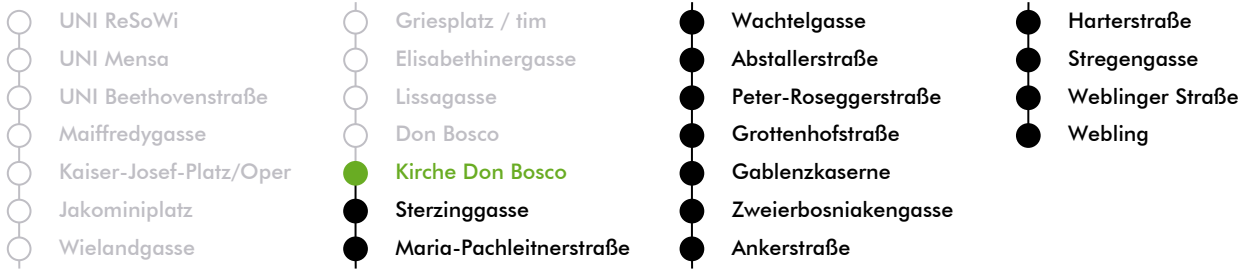 UNI ReSoWi
UNI Mensa
UNI Beethovenstraße
Maiffredygasse
Kaiser-Josef-Platz/Oper
Jakominiplatz
Wielandgasse
Griesplatz / tim
Elisabethinergasse
Lissagasse
Don Bosco
Kirche Don Bosco
Sterzinggasse
Maria-Pachleitnerstraße
Wachtelgasse
Abstallerstraße
Peter-Roseggerstraße
Grottenhofstraße
Gablenzkaserne
Zweierbosniakengasse
Ankerstraße
Harterstraße
Stregengasse
Weblinger Straße
Webling